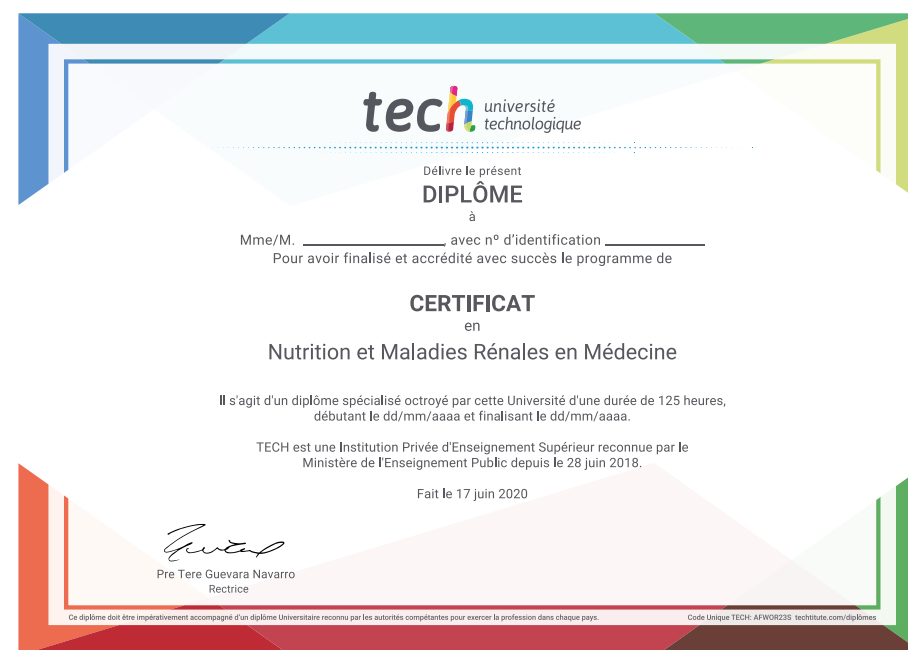 tech université
technologique
Délivre le présent
DIPLÔME
à
Mme/M. , avec nº d'identification
Pour avoir finalisé et accrédité avec succès le programme de
CERTIFICAT
en
Nutrition et Maladies Rénales en Médecine
Il s'agit d'un diplôme spécialisé octroyé par cette Université d'une durée de 125 heures,
débutant le dd/mm/aaaa et finalisant le dd/mm/aaaa.
TECH est une Institution Privée d'Enseignement Supérieur reconnue par le
Ministère de l'Enseignement Public depuis le 28 juin 2018.
Fait le 17 juin 2020
Pre Tere Guevara Navarro
Rectrice
Ce diplôme doit être impérativement accompagné d'un diplôme Universitaire reconnu par les autorités compétantes pour exercer la profession dans chaque pays.
Code Unique TECH: AFWOR23S techtitute.com/diplômes